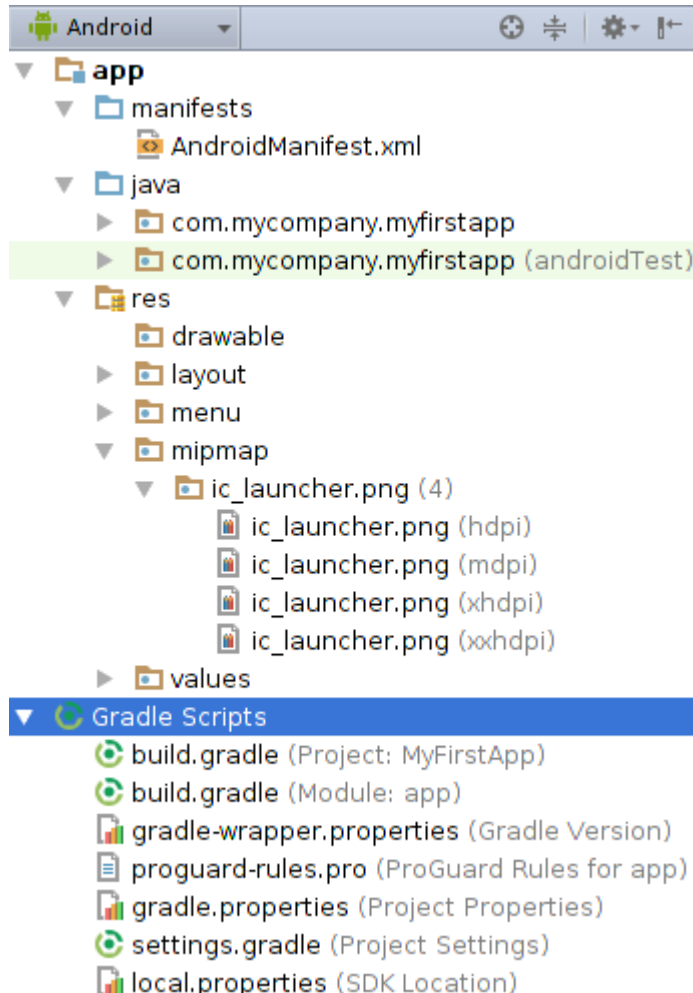 Android
app
manifests
AndroidManifest.xml
java
com.mycompany.myfirstapp
com.mycompany.myfirstapp (androidTest)
res
drawable
layout
menu
mipmap
ic_launcher.png (4)
ic_launcher.png (hdpi)
ic_launcher.png (mdpi)
ic_launcher.png (xhdpi)
ic_launcher.png (xxhdpi)
values
Gradle Scripts
build.gradle (Project: MyFirstApp)
build.gradle (Module: app)
gradle-wrapper.properties (Gradle Version)
proguard-rules.pro (ProGuard Rules for app)
gradle.properties (Project Properties)
settings.gradle (Project Settings)
local.properties (SDK Location)